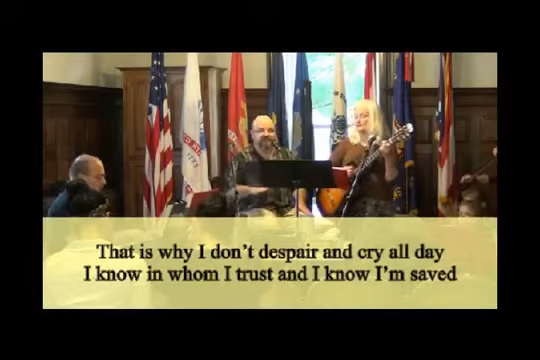 That is why I don't despair and cry all day
I know in whom I trust and I know I'm saved